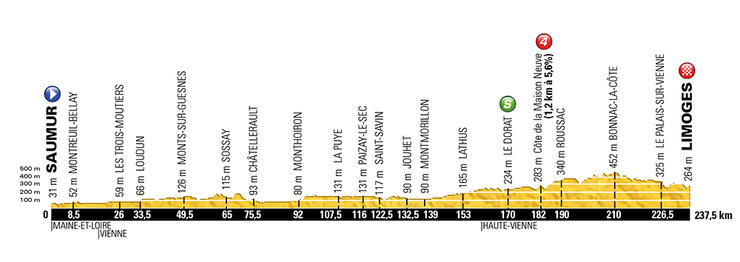 SAUMUR
31 m
52 m MONTREUIL-BELLAY
59 m LES TROIS-MOUTIERS
66 m LOUDUN
126 m MONTS-SUR-GUESNES
115 m SOSSAY
93 m CHÂTELLERAULT
80 m MONTHOIRON
131 m LA PUYE
131 m PAIZAY-LE-SEC
117 m SAINT-SAVIN
90 m JOUHET
90 m MONTMORILLON
165 m LATHUS
S
234 m LE DORAT
4
283 m Côte de la Maison Neuve
(1,2 km à 5,6%)
340 m ROUSSAC
452 m BONNAC-LA-CÔTE
325 m LE PALAIS-SUR-VIENNE
LIMOGES
264 m
500 m
400 m
300 m
200 m
100 m
0 8,5 26 33,5 49,5 65 75,5 92 107,5 116 122,5 132,5 139 153 170 182 190 210 226,5 237,5 km
MAINE-ET-LOIRE
VIENNE
HAUTE-VIENNE